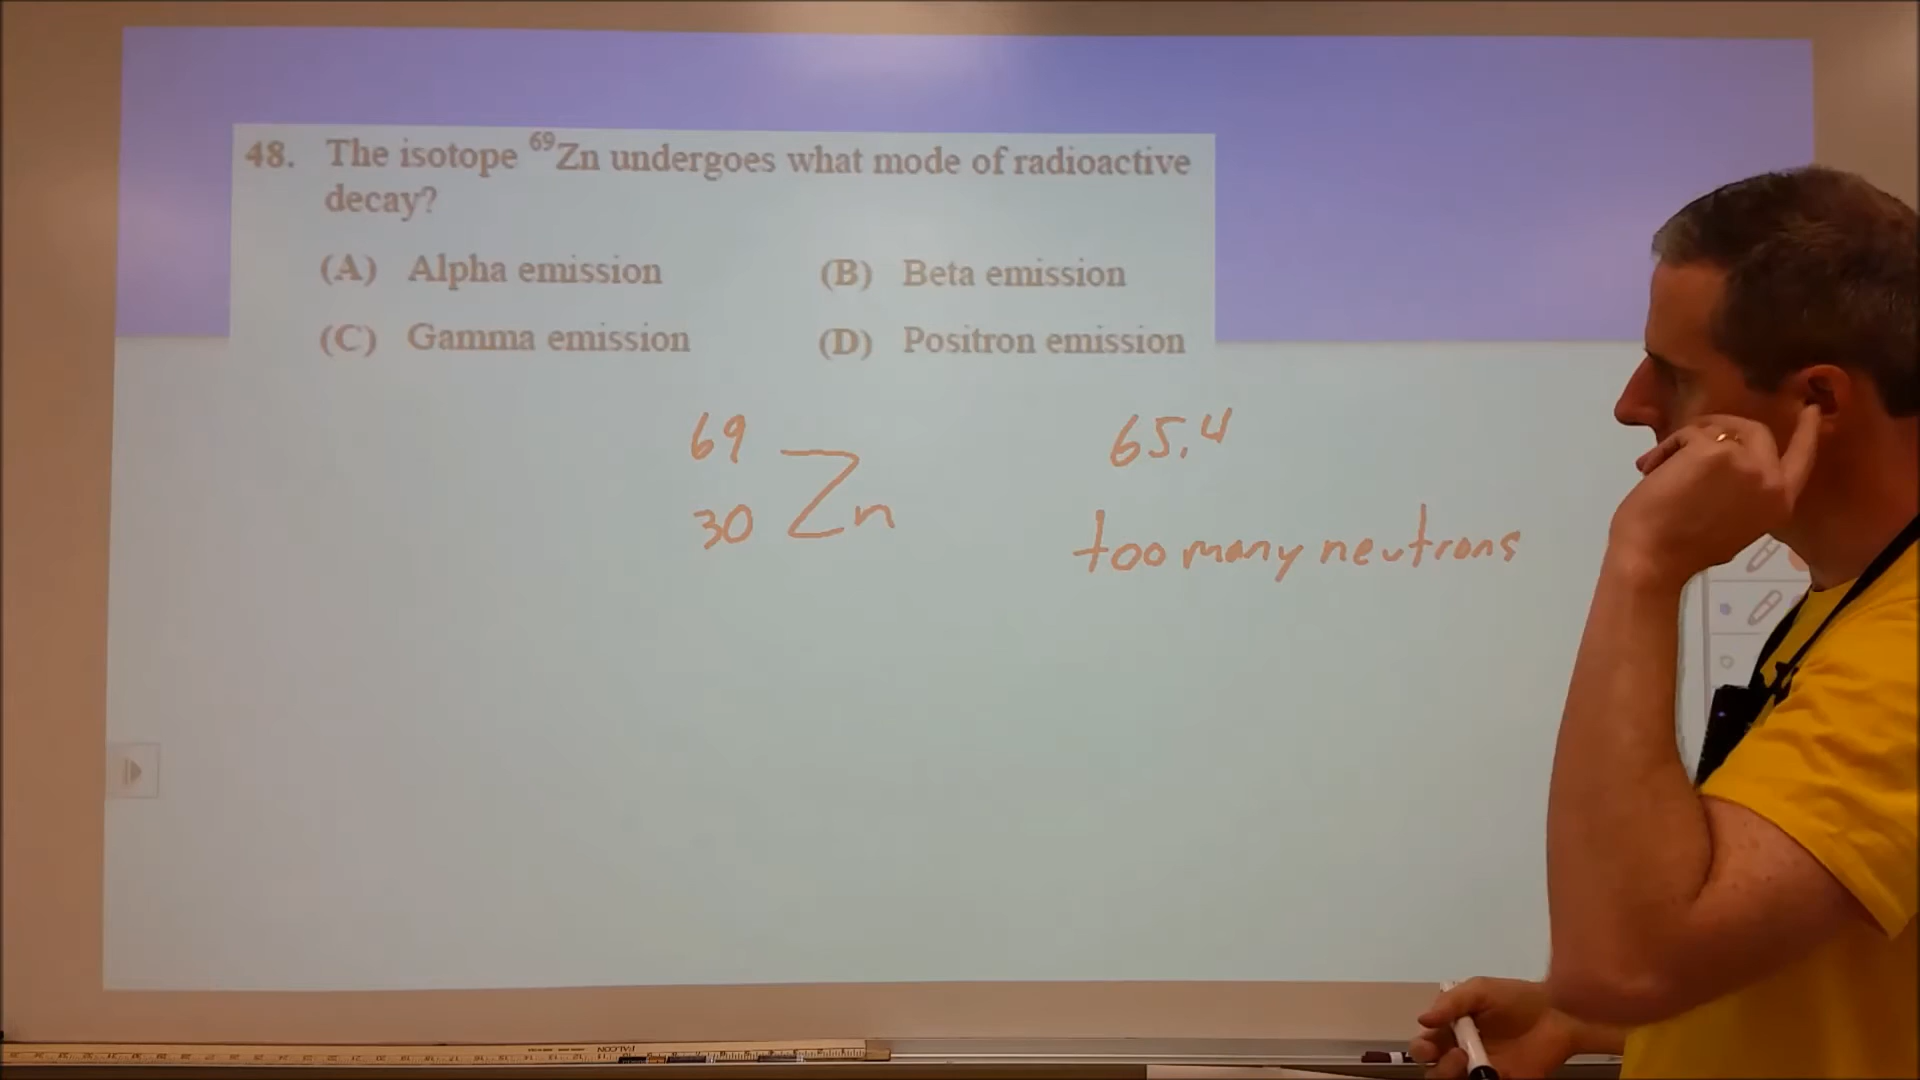 48. The isotope ⁶⁹Zn undergoes what mode of radioactive
decay?
(A) Alpha emission (B) Beta emission
(C) Gamma emission (D) Positron emission
69
30 Zn
65.4
too many neutrons
FALCON